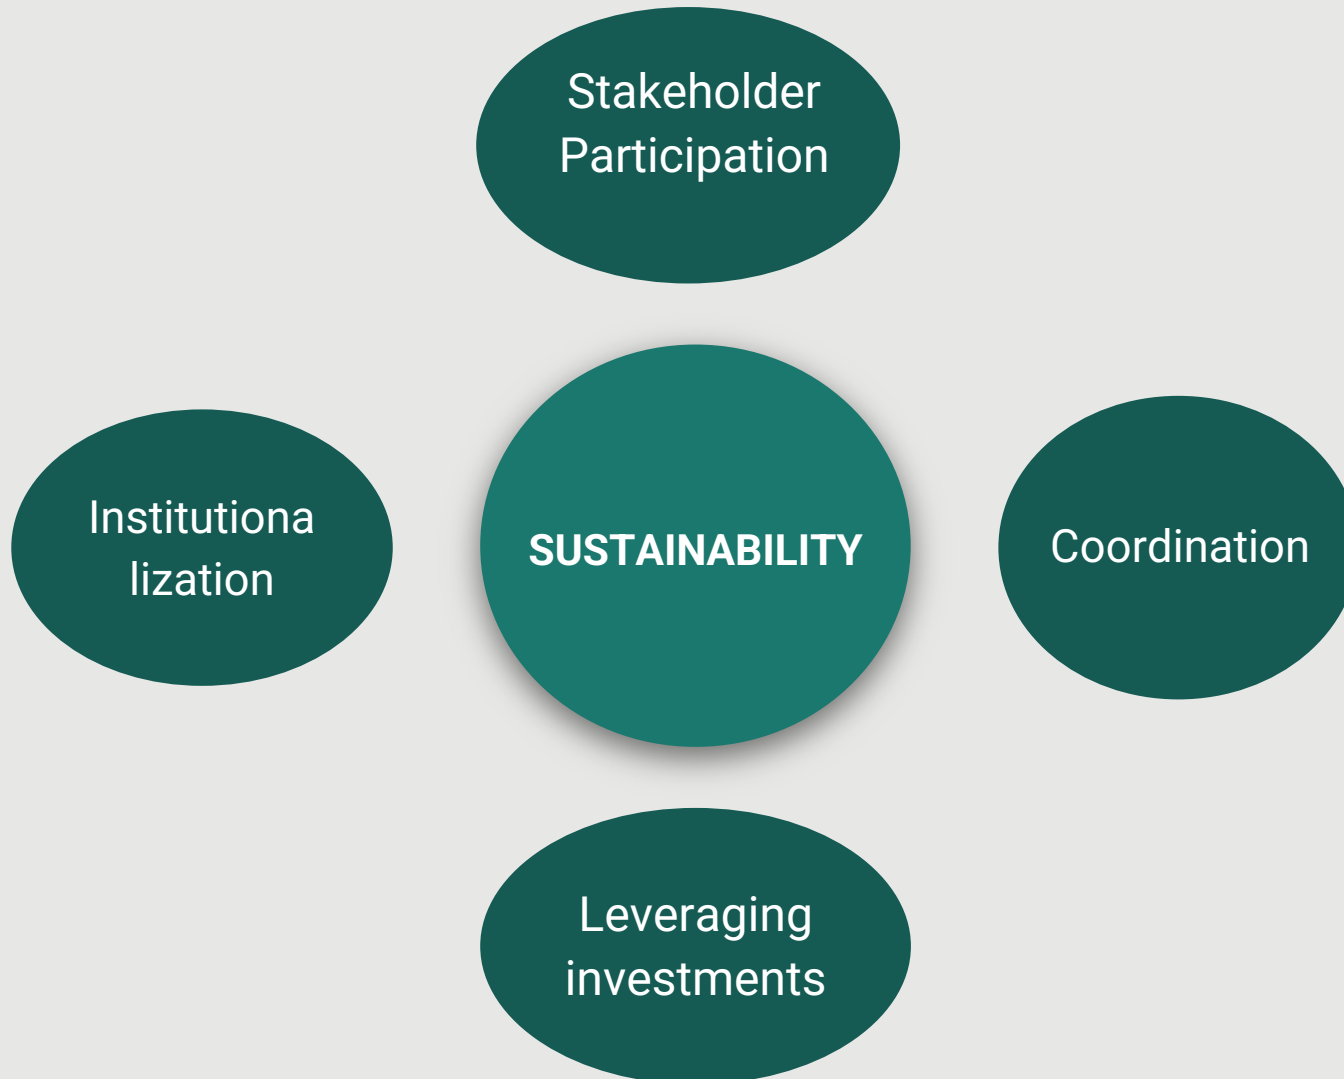 Stakeholder
Participation
Institutiona
lization
SUSTAINABILITY
Coordination
Leveraging
investments